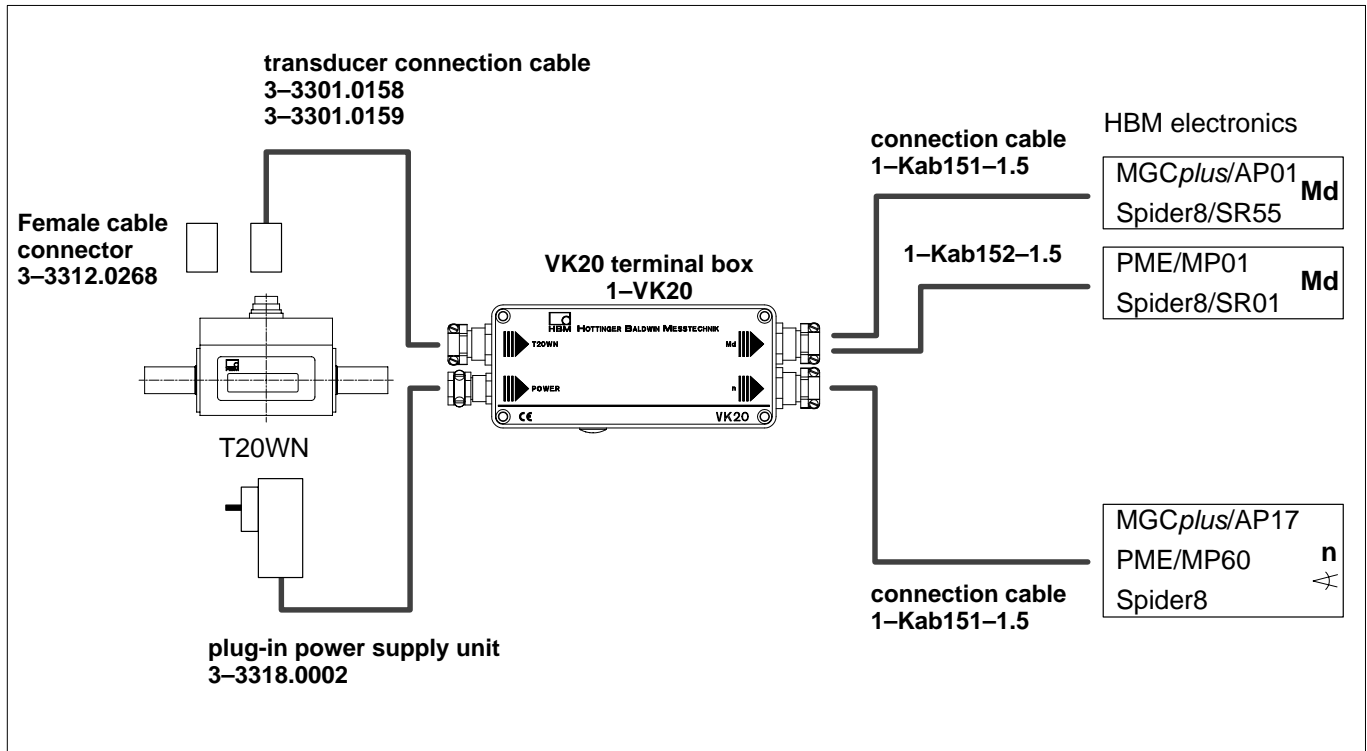 transducer connection cable
3–3301.0158
3–3301.0159
HBM electronics
connection cable
1–Kab151–1.5
MGCplus/AP01
Md
Spider8/SR55
Female cable
connector
3–3312.0268
1–Kab152–1.5
PME/MP01
Md
Spider8/SR01
VK20 terminal box
1–VK20
HBM HOTTINGER BALDWIN MESSTECHNIK
T20WN
Md
POWER
n
CE
VK20
T20WN
MGCplus/AP17
PME/MP60
n
Spider8
connection cable
1–Kab151–1.5
plug-in power supply unit
3–3318.0002